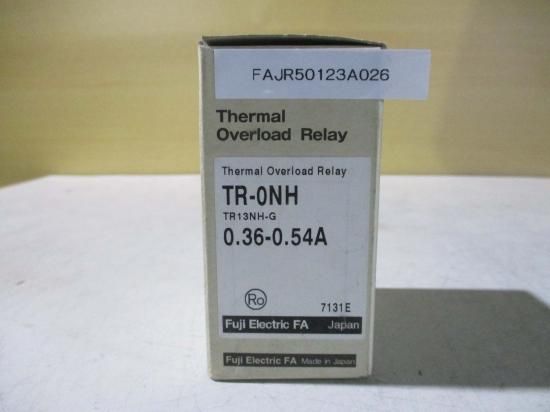 FAJR50123A026
Thermal
Overload Relay
Thermal Overload Relay
TR-0NH
TR13NH-G
0.36-0.54A
Ro
7131E
Fuji Electric FA Japan
Fuji Electric FA Made in Japan